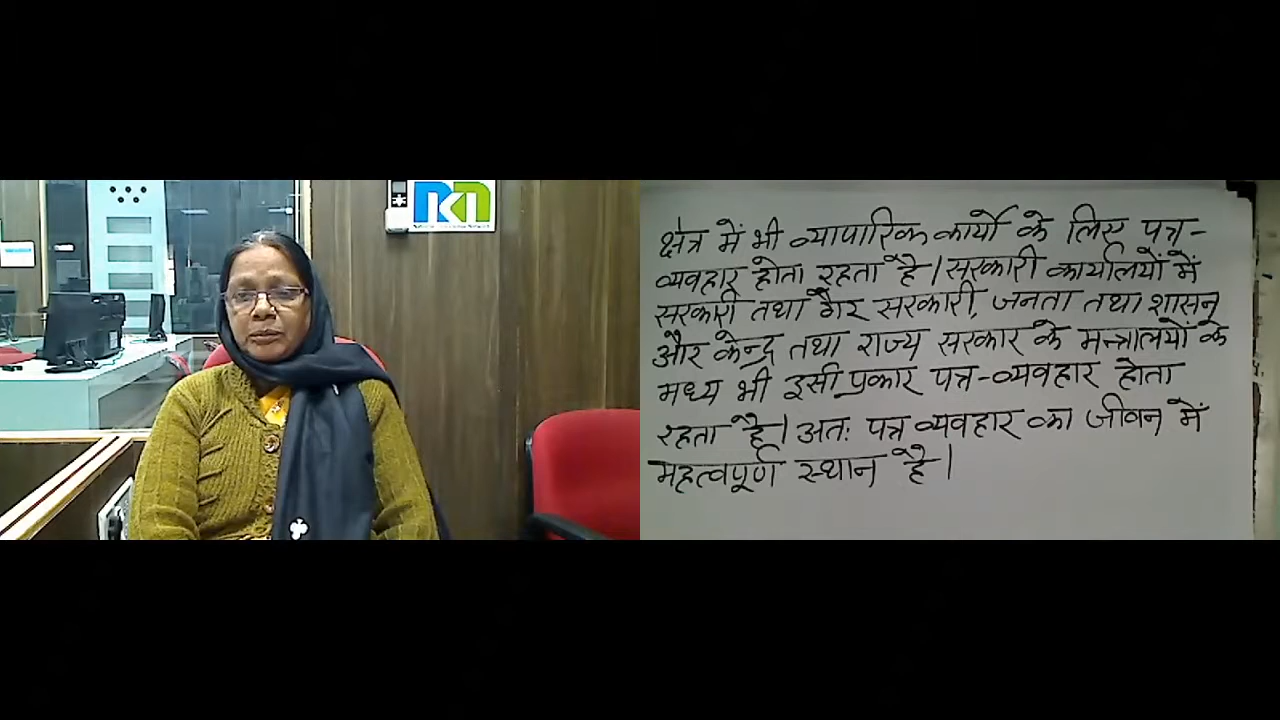 NKN
क्षेत्र में भी व्यापारिक कार्यो के लिए पत्र-
व्यवहार होता रहता है। सरकारी कार्यालयों में
सरकारी तथा गैर सरकारी, जनता तथा शासन
और केन्द्र तथा राज्य सरकार के मन्त्रालयों के
मध्य भी इसी प्रकार पत्र-व्यवहार होता
रहता है। अतः पत्र व्यवहार का जीवन में
महत्वपूर्ण स्थान है।